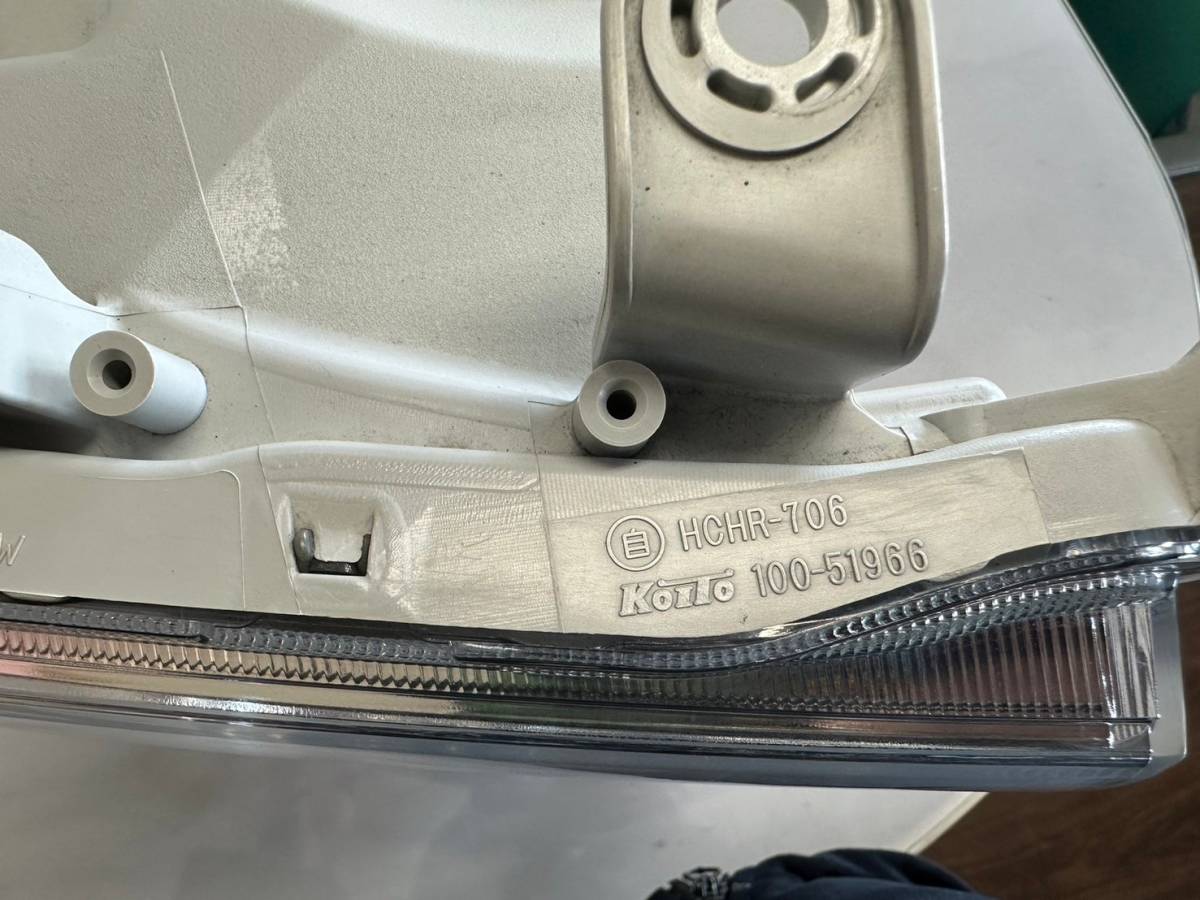 自 HCHR-706
KOITO 100-51966
W